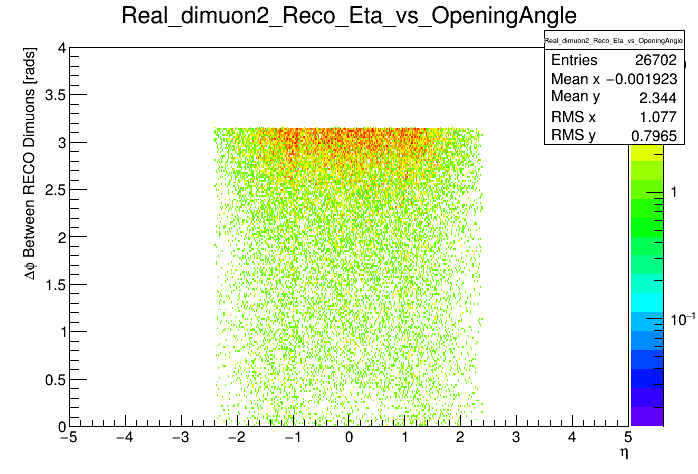 Real_dimuon2_Reco_Eta_vs_OpeningAngle
Real_dimuon2_Reco_Eta_vs_OpeningAngle
Entries 26702
Mean x −0.001923
Mean y 2.344
RMS x 1.077
RMS y 0.7965
Δϕ Between RECO Dimuons [rads]
4
3.5
3
2.5
2
1.5
1
0.5
0
−5 −4 −3 −2 −1 0 1 2 3 4 5
η
1
10⁻¹